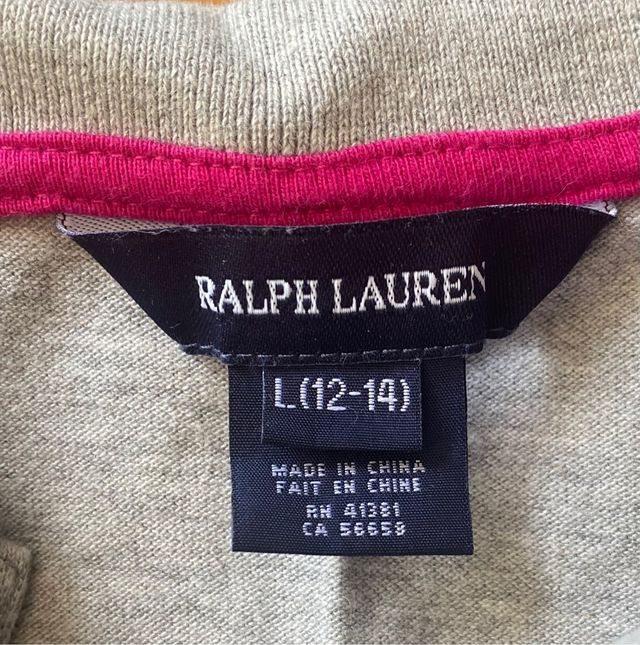 RALPH LAUREN
L(12-14)
MADE IN CHINA
FAIT EN CHINE
RN 41381
CA 56658